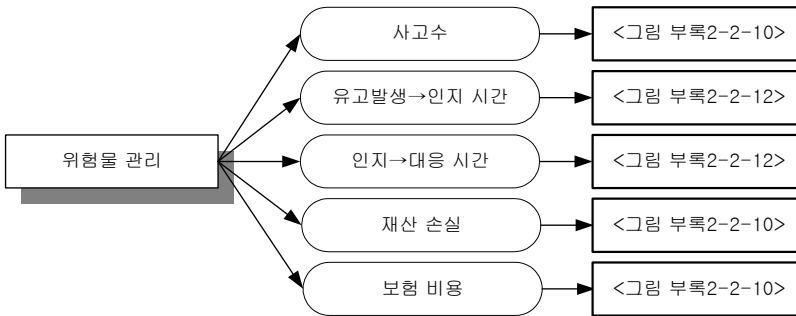 사고수
<그림 부록2-2-10>
유고발생→인지 시간
<그림 부록2-2-12>
위험물 관리
인지→대응 시간
<그림 부록2-2-12>
재산 손실
<그림 부록2-2-10>
보험 비용
<그림 부록2-2-10>